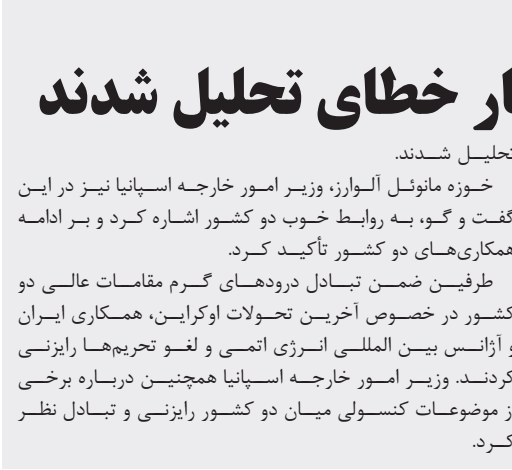 ار خطای تحلیل شدند
تحلیل شدند.
خوزه مانوئل آلوارز، وزیر امور خارجه اسپانیا نیز در این
گفت و گو، به روابط خوب دو کشور اشاره کرد و بر ادامه
همکاری‌های دو کشور تأکید کرد.
طرفین ضمن تبادل درودهای گرم مقامات عالی دو
کشور در خصوص آخرین تحولات اوکراین، همکاری ایران
و آژانس بین المللی انرژی اتمی و لغو تحریم‌ها رایزنی
کردند. وزیر امور خارجه اسپانیا همچنین درباره برخی
از موضوعات کنسولی میان دو کشور رایزنی و تبادل نظر
کرد.